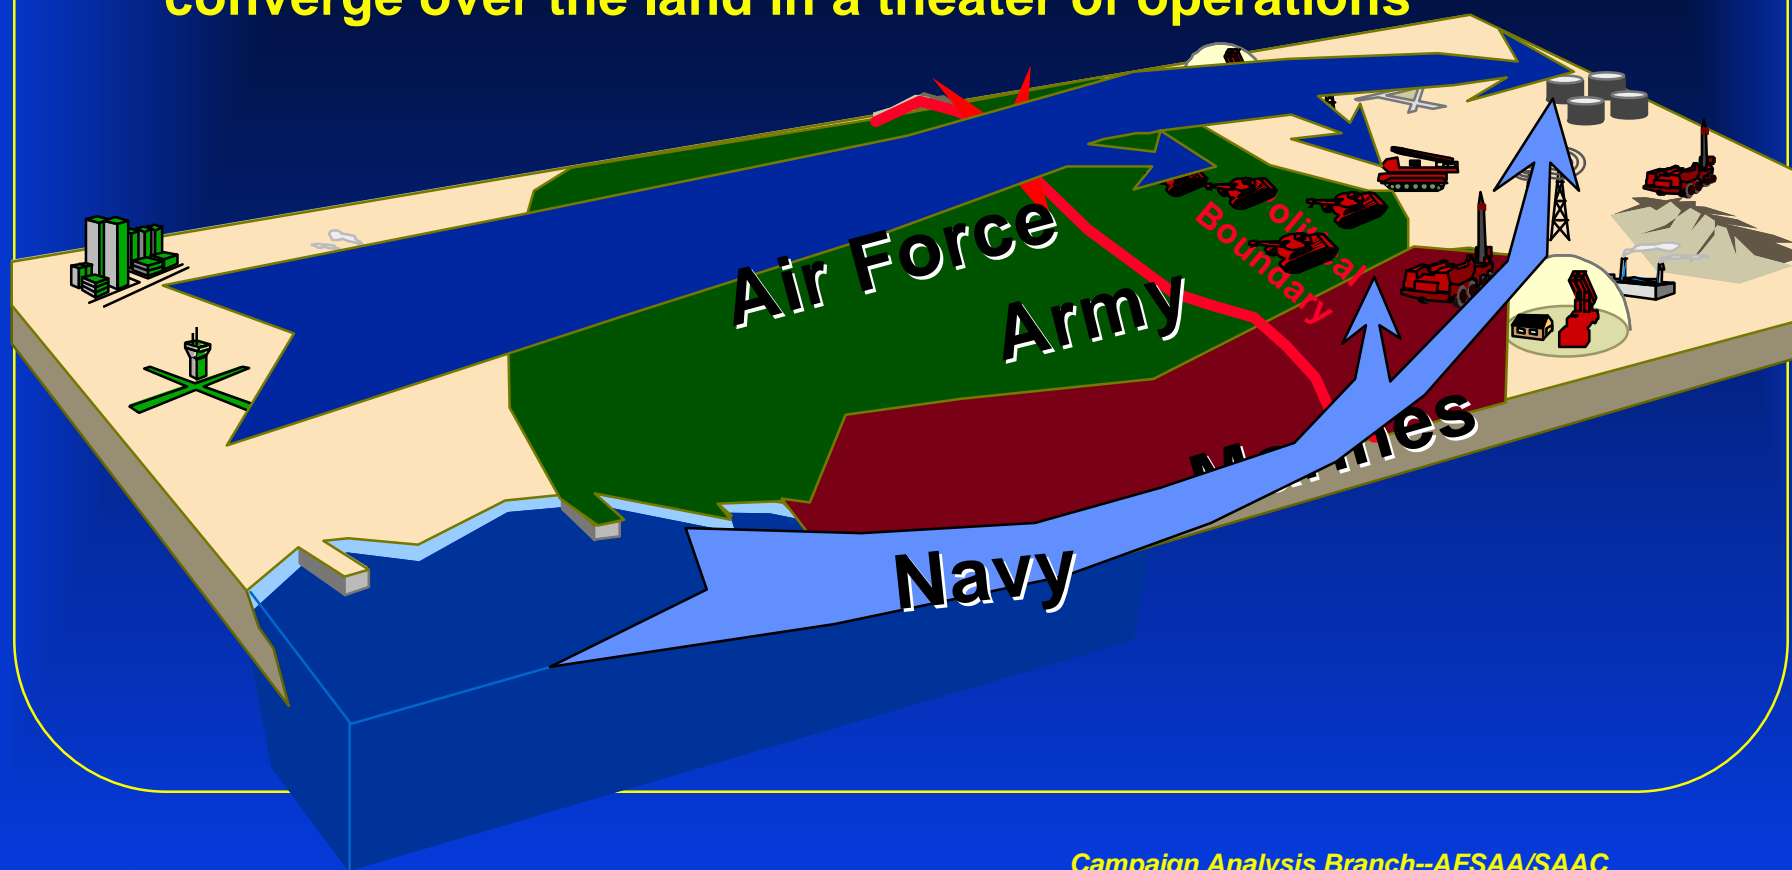 converge over the land in a theater of operations
Air Force
Army
Boundary
Navy
Campaign Analysis Branch--AFSAA/SAAC